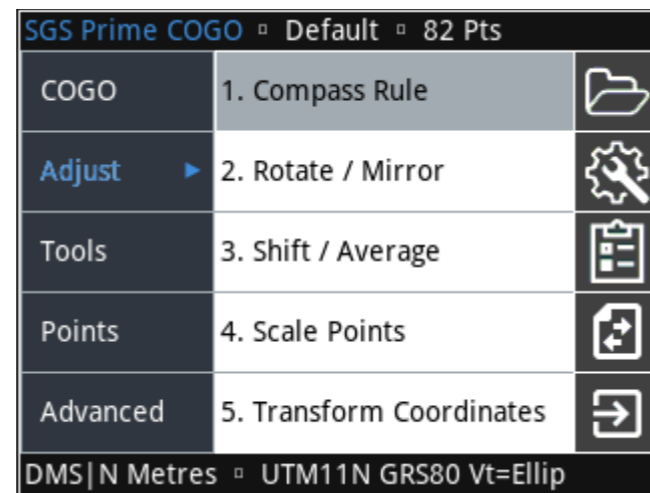 SGS Prime COGO ▫ Default ▫ 82 Pts
COGO
Adjust ►
Tools
Points
Advanced
1. Compass Rule
2. Rotate / Mirror
3. Shift / Average
4. Scale Points
5. Transform Coordinates
DMS|N Metres ▫ UTM11N GRS80 Vt=Ellip